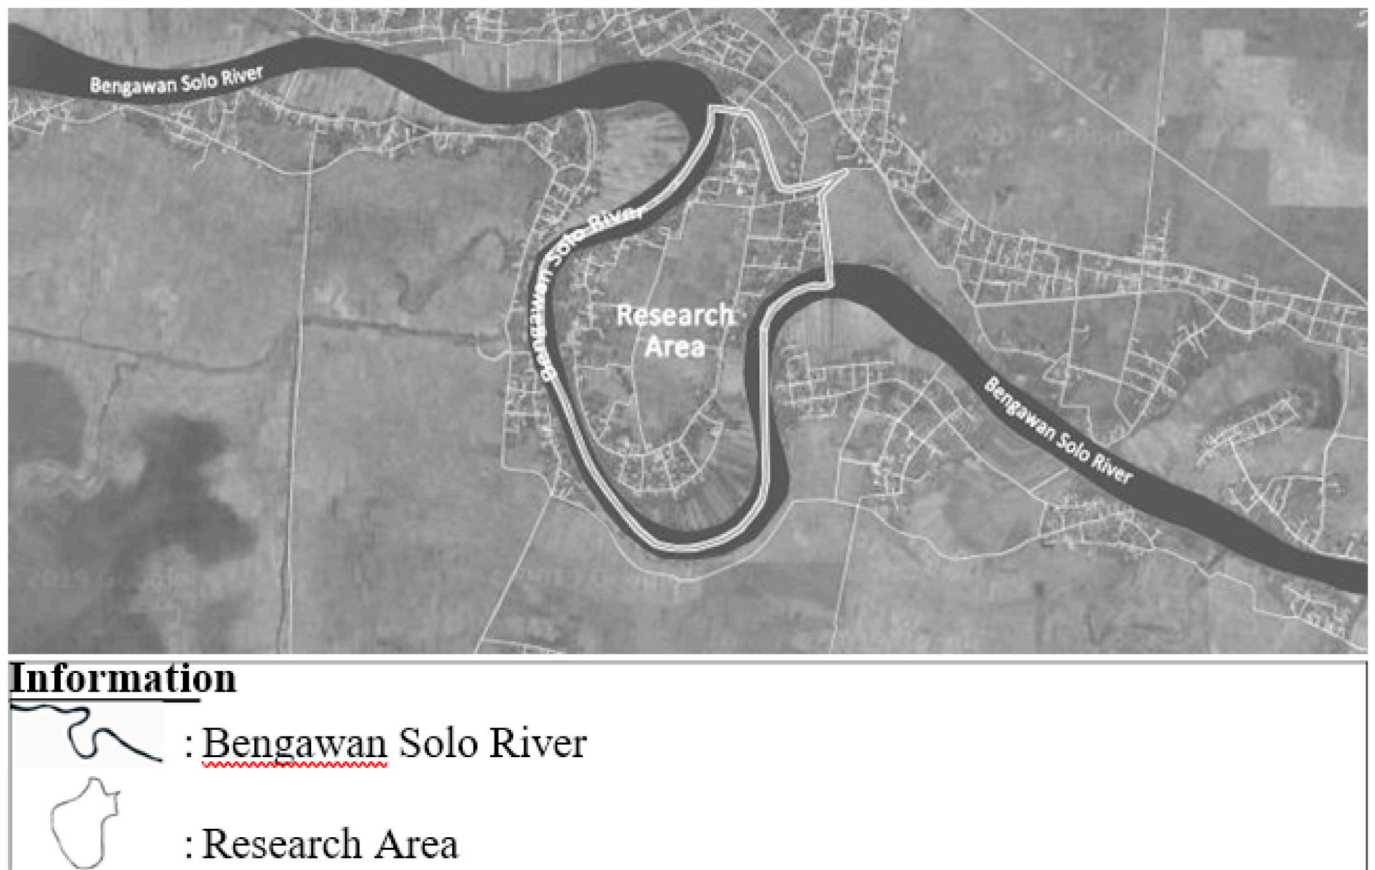 Bengawan Solo River
Bengawan Solo River
Research
Area
Bengawan Solo River
Information
: Bengawan Solo River
: Research Area